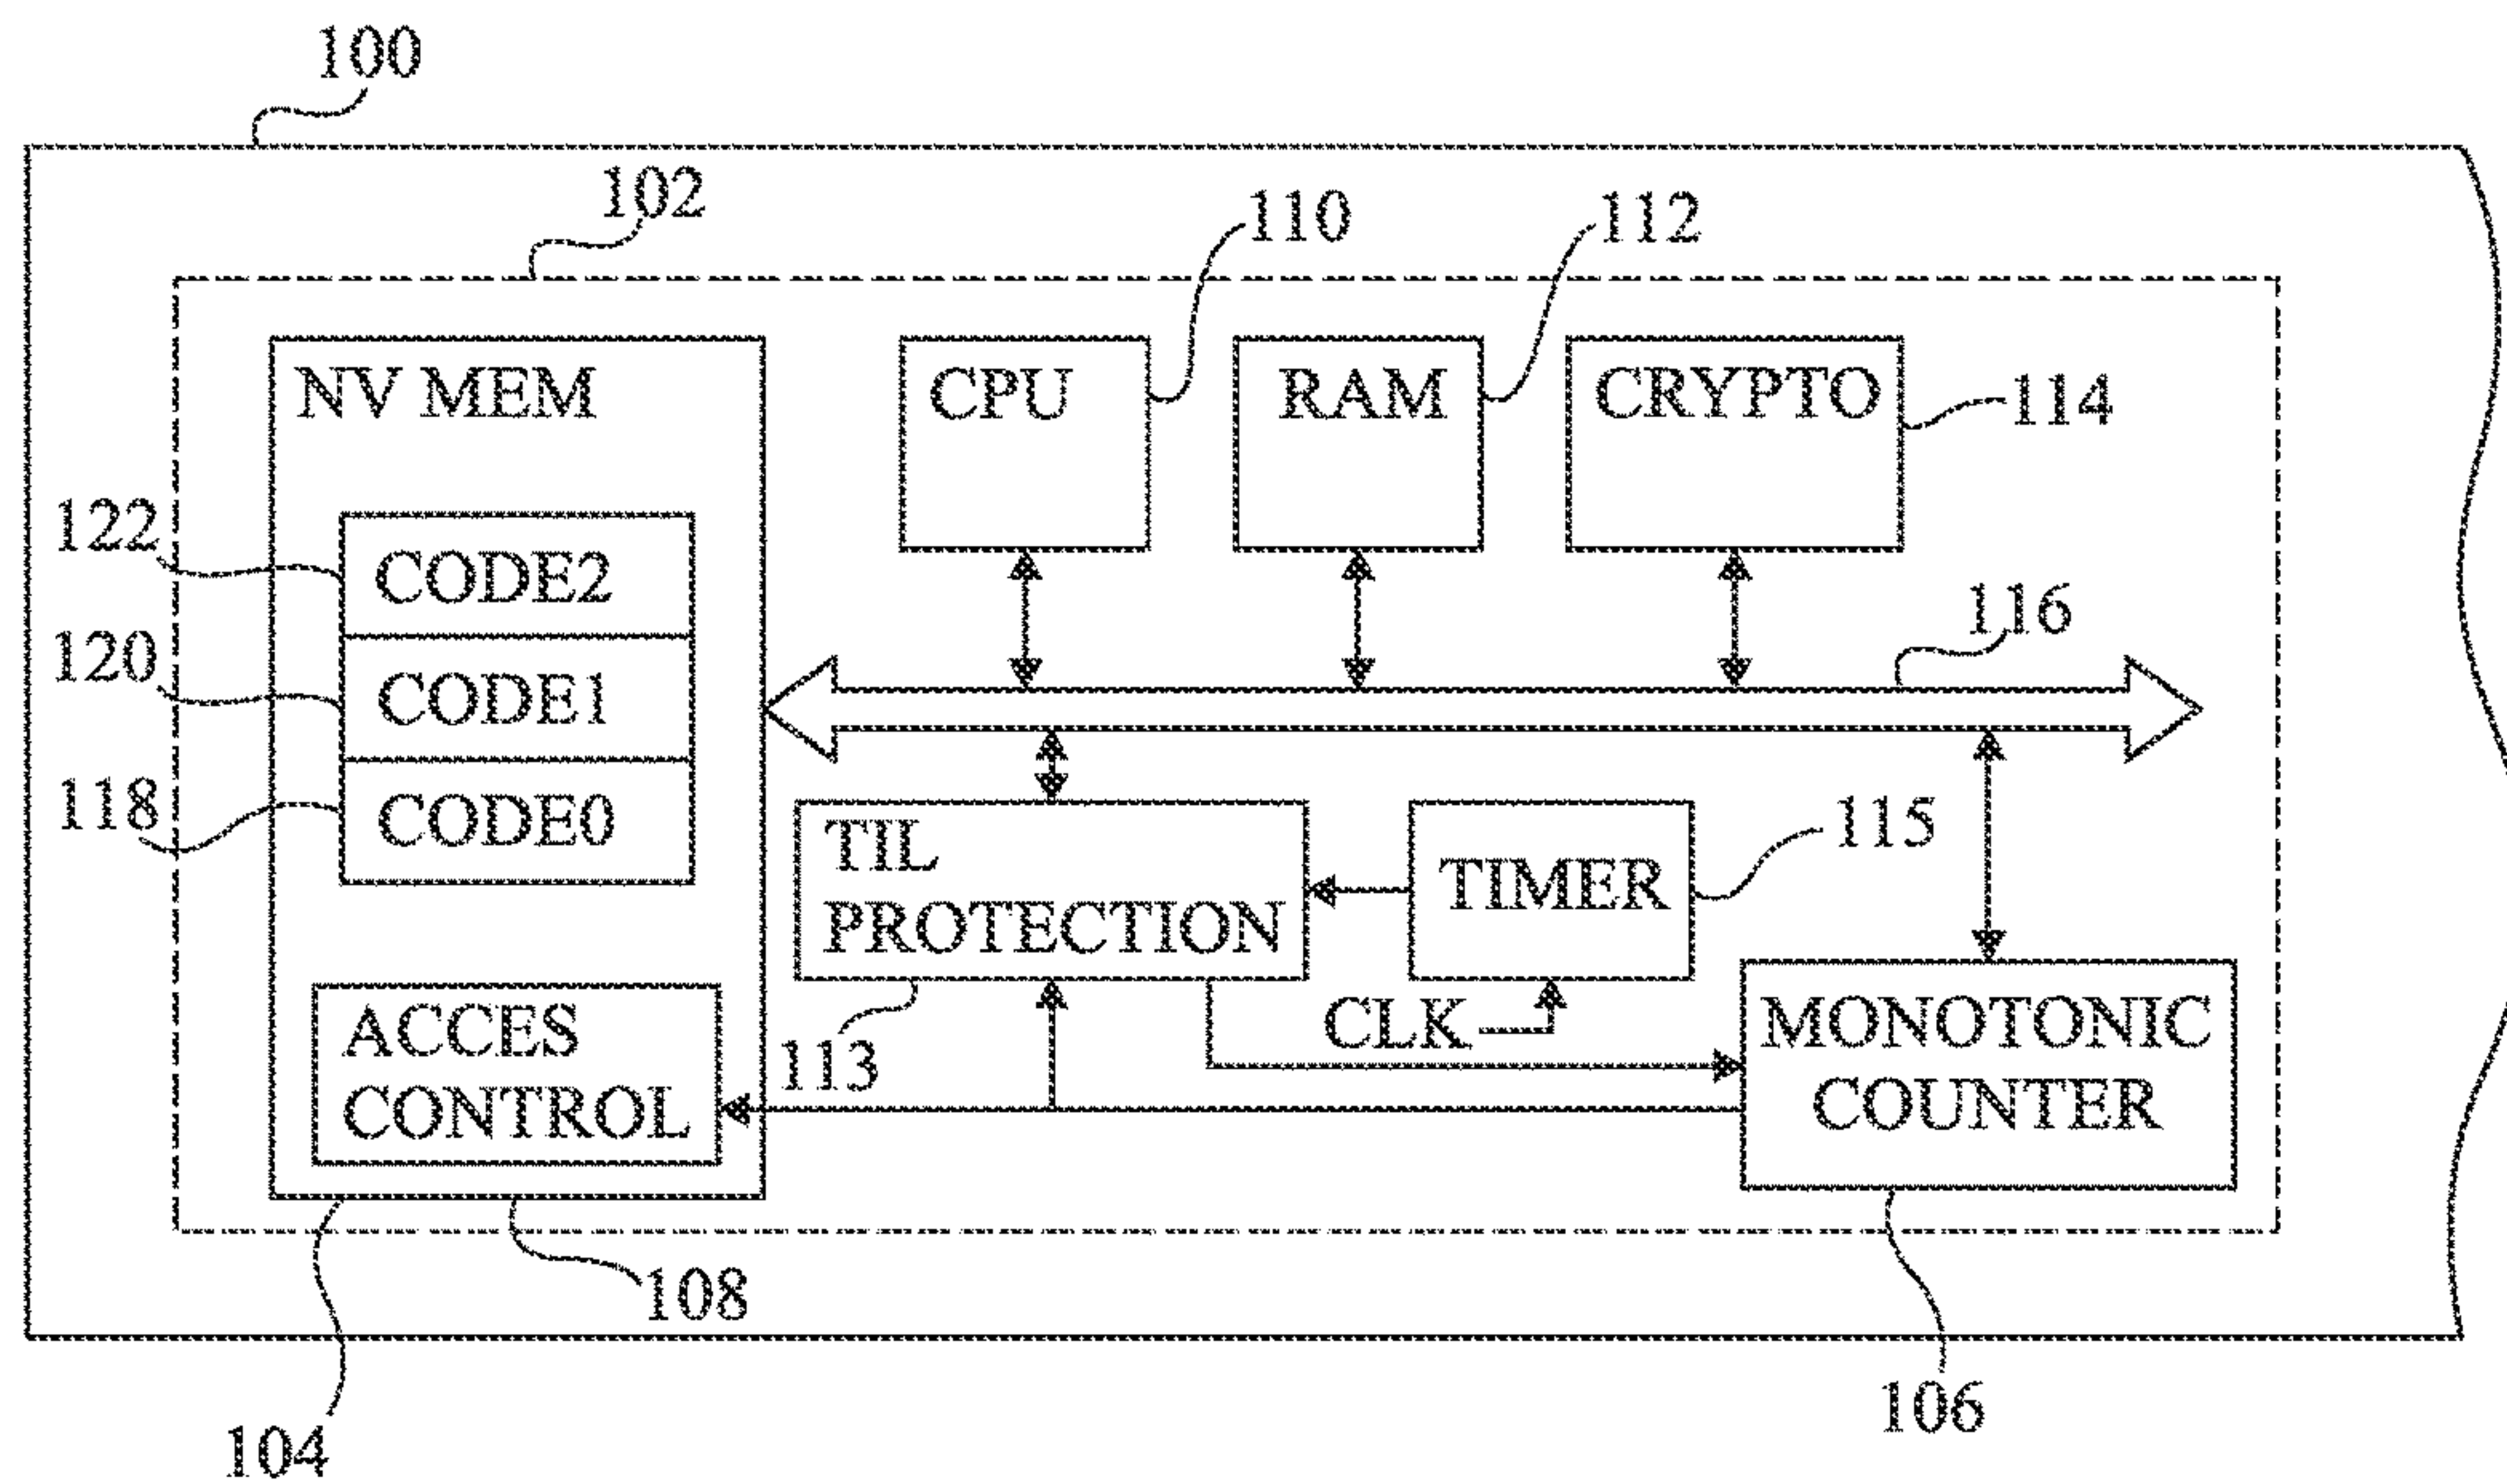 100
102
110
112
NV MEM
CPU
RAM
CRYPTO
114
122
CODE2
116
120
CODE1
118
CODE0
TIL
PROTECTION
TIMER
115
ACCES
CONTROL
113
CLK
MONOTONIC
COUNTER
108
104
106